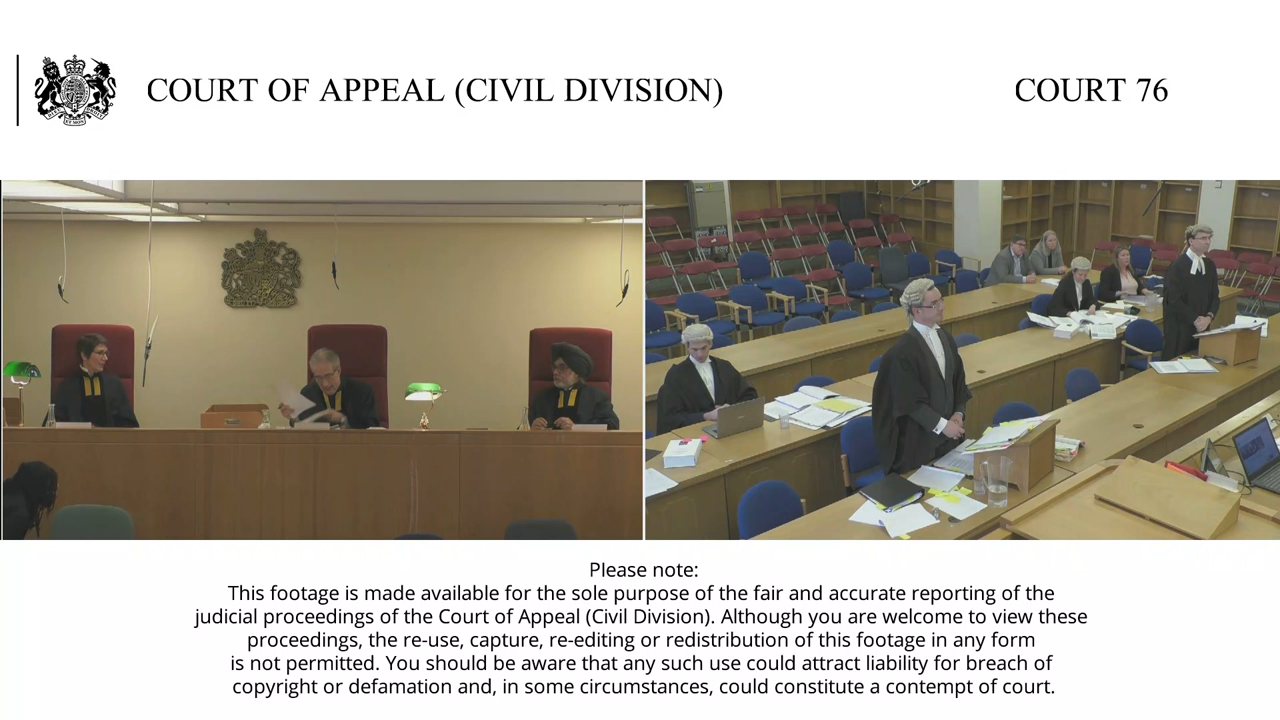 COURT OF APPEAL (CIVIL DIVISION)
COURT 76
Please note:
This footage is made available for the sole purpose of the fair and accurate reporting of the
judicial proceedings of the Court of Appeal (Civil Division). Although you are welcome to view these
proceedings, the re-use, capture, re-editing or redistribution of this footage in any form
is not permitted. You should be aware that any such use could attract liability for breach of
copyright or defamation and, in some circumstances, could constitute a contempt of court.